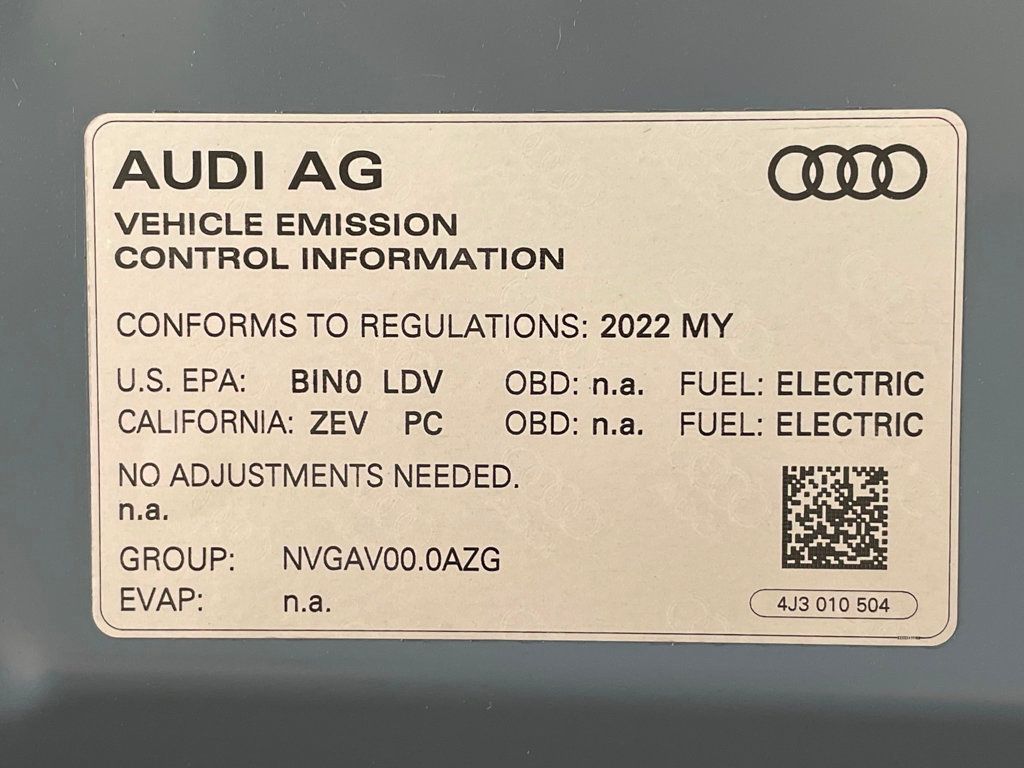 AUDI AG
VEHICLE EMISSION
CONTROL INFORMATION
CONFORMS TO REGULATIONS: 2022 MY
U.S. EPA: BIN0 LDV OBD: n.a. FUEL: ELECTRIC
CALIFORNIA: ZEV PC OBD: n.a. FUEL: ELECTRIC
NO ADJUSTMENTS NEEDED.
n.a.
GROUP: NVGAV00.0AZG
EVAP: n.a.
4J3 010 504